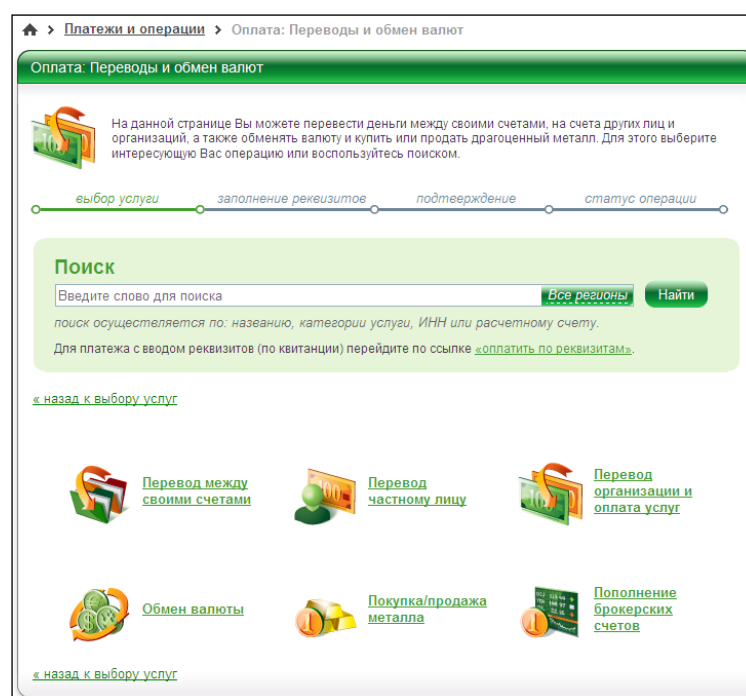 Платежи и операции > Оплата: Переводы и обмен валют
Оплата: Переводы и обмен валют
На данной странице Вы можете перевести деньги между своими счетами, на счета других лиц и
организаций, а также обменять валюту и купить или продать драгоценный металл. Для этого выберите
интересующую Вас операцию или воспользуйтесь поиском.
выбор услуги заполнение реквизитов подтверждение статус операции
Поиск
Введите слово для поиска Все регионы Найти
поиск осуществляется по: названию, категории услуги, ИНН или расчетному счету.
Для платежа с вводом реквизитов (по квитанции) перейдите по ссылке «оплатить по реквизитам».
« назад к выбору услуг
Перевод между
своими счетами
Перевод
частному лицу
Перевод
организации и
оплата услуг
Обмен валюты
Покупка/продажа
металла
Пополнение
брокерских
счетов
« назад к выбору услуг